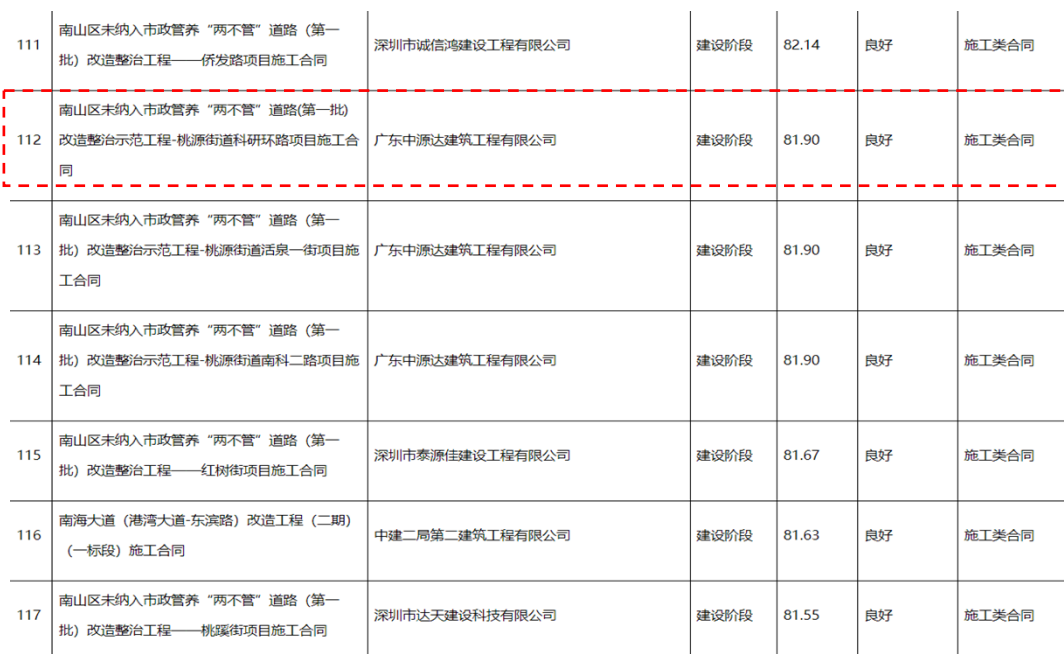 南山区未纳入市政管养“两不管”道路（第一
111 批）改造整治工程——侨发路项目施工合同 深圳市诚信鸿建设工程有限公司 建设阶段 82.14 良好 施工类合同
南山区未纳入市政管养“两不管”道路(第一批)
112 改造整治示范工程-桃源街道科研环路项目施工合 广东中源达建筑工程有限公司 建设阶段 81.90 良好 施工类合同
同
南山区未纳入市政管养“两不管”道路（第一
113 批）改造整治示范工程-桃源街道活泉一街项目施 广东中源达建筑工程有限公司 建设阶段 81.90 良好 施工类合同
工合同
南山区未纳入市政管养“两不管”道路（第一
114 批）改造整治示范工程-桃源街道南科二路项目施 广东中源达建筑工程有限公司 建设阶段 81.90 良好 施工类合同
工合同
南山区未纳入市政管养“两不管”道路（第一
115 批）改造整治工程——红树街项目施工合同 深圳市泰源佳建设工程有限公司 建设阶段 81.67 良好 施工类合同
南海大道（港湾大道-东滨路）改造工程（二期）
116 （一标段）施工合同 中建二局第二建筑工程有限公司 建设阶段 81.63 良好 施工类合同
南山区未纳入市政管养“两不管”道路（第一
117 批）改造整治工程——桃蹊街项目施工合同 深圳市达天建设科技有限公司 建设阶段 81.55 良好 施工类合同